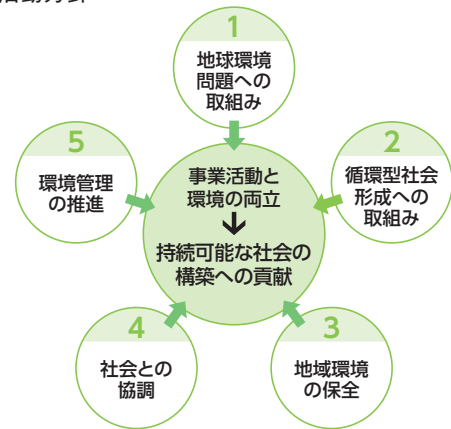 1
地球環境
問題への
取組み
2
循環型社会
形成への
取組み
3
地域環境
の保全
4
社会との
協調
5
環境管理
の推進
事業活動と
環境の両立
持続可能な社会の
構築への貢献